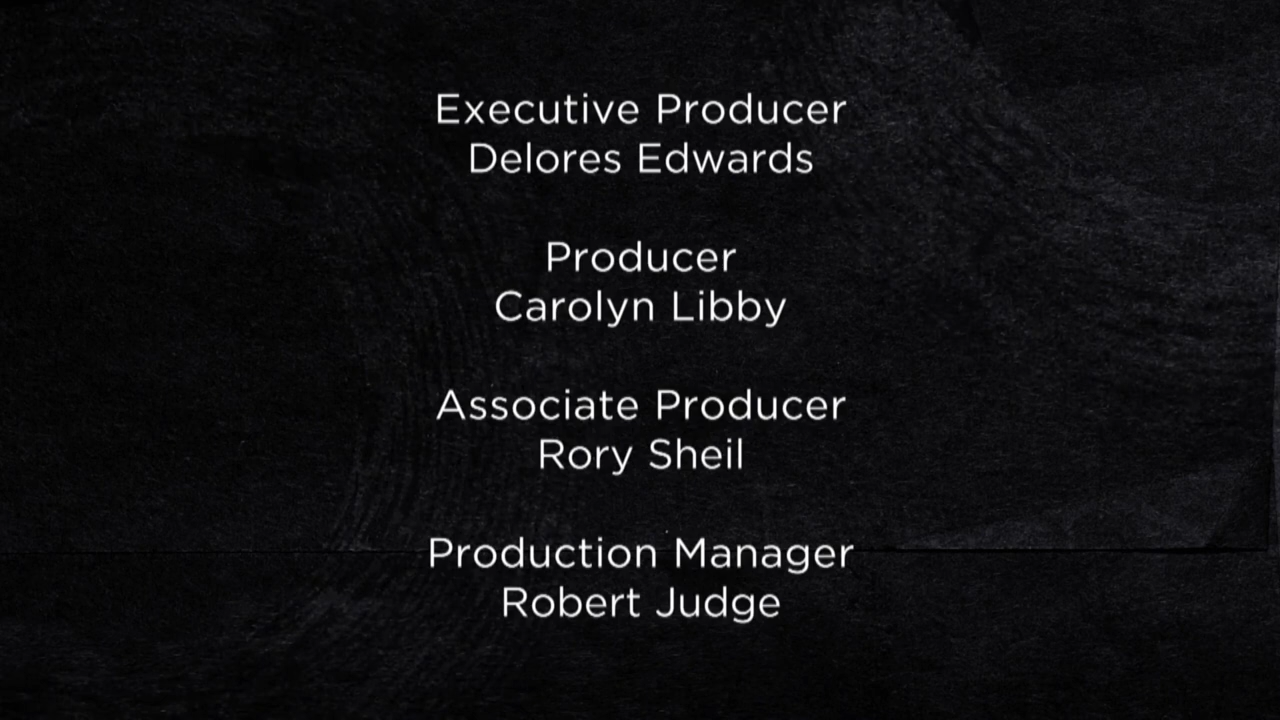 Executive Producer
Delores Edwards
Producer
Carolyn Libby
Associate Producer
Rory Sheil
Production Manager
Robert Judge